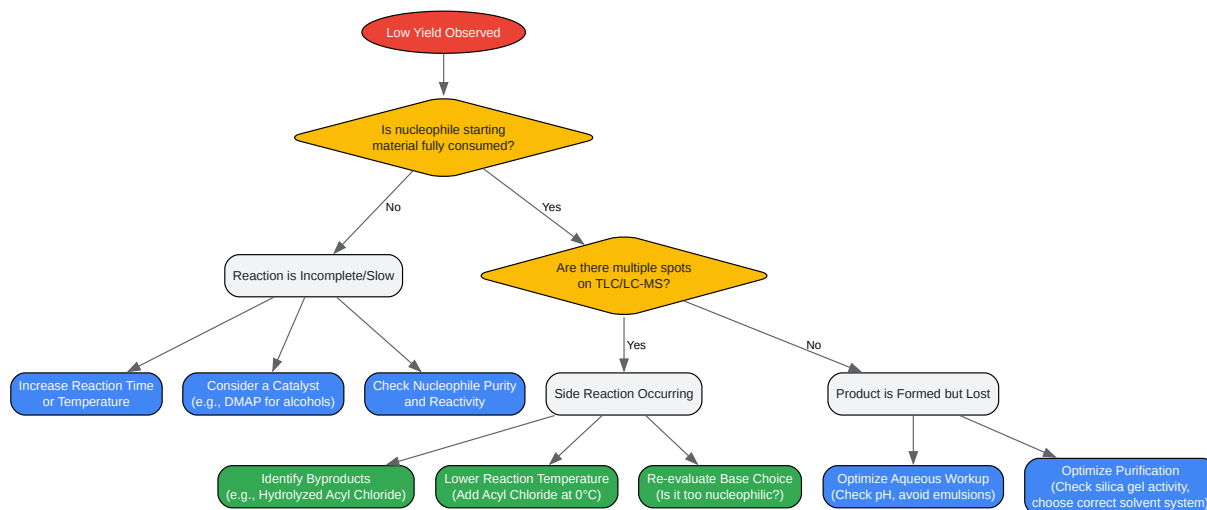 Low Yield Observed
Is nucleophile starting
material fully consumed?
No
Yes
Reaction is Incomplete/Slow
Are there multiple spots
on TLC/LC-MS?
Yes
No
Increase Reaction Time
or Temperature
Consider a Catalyst
(e.g., DMAP for alcohols)
Check Nucleophile Purity
and Reactivity
Side Reaction Occurring
Product is Formed but Lost
Identify Byproducts
(e.g., Hydrolyzed Acyl Chloride)
Lower Reaction Temperature
(Add Acyl Chloride at 0°C)
Re-evaluate Base Choice
(Is it too nucleophilic?)
Optimize Aqueous Workup
(Check pH, avoid emulsions)
Optimize Purification
(Check silica gel activity,
choose correct solvent system)